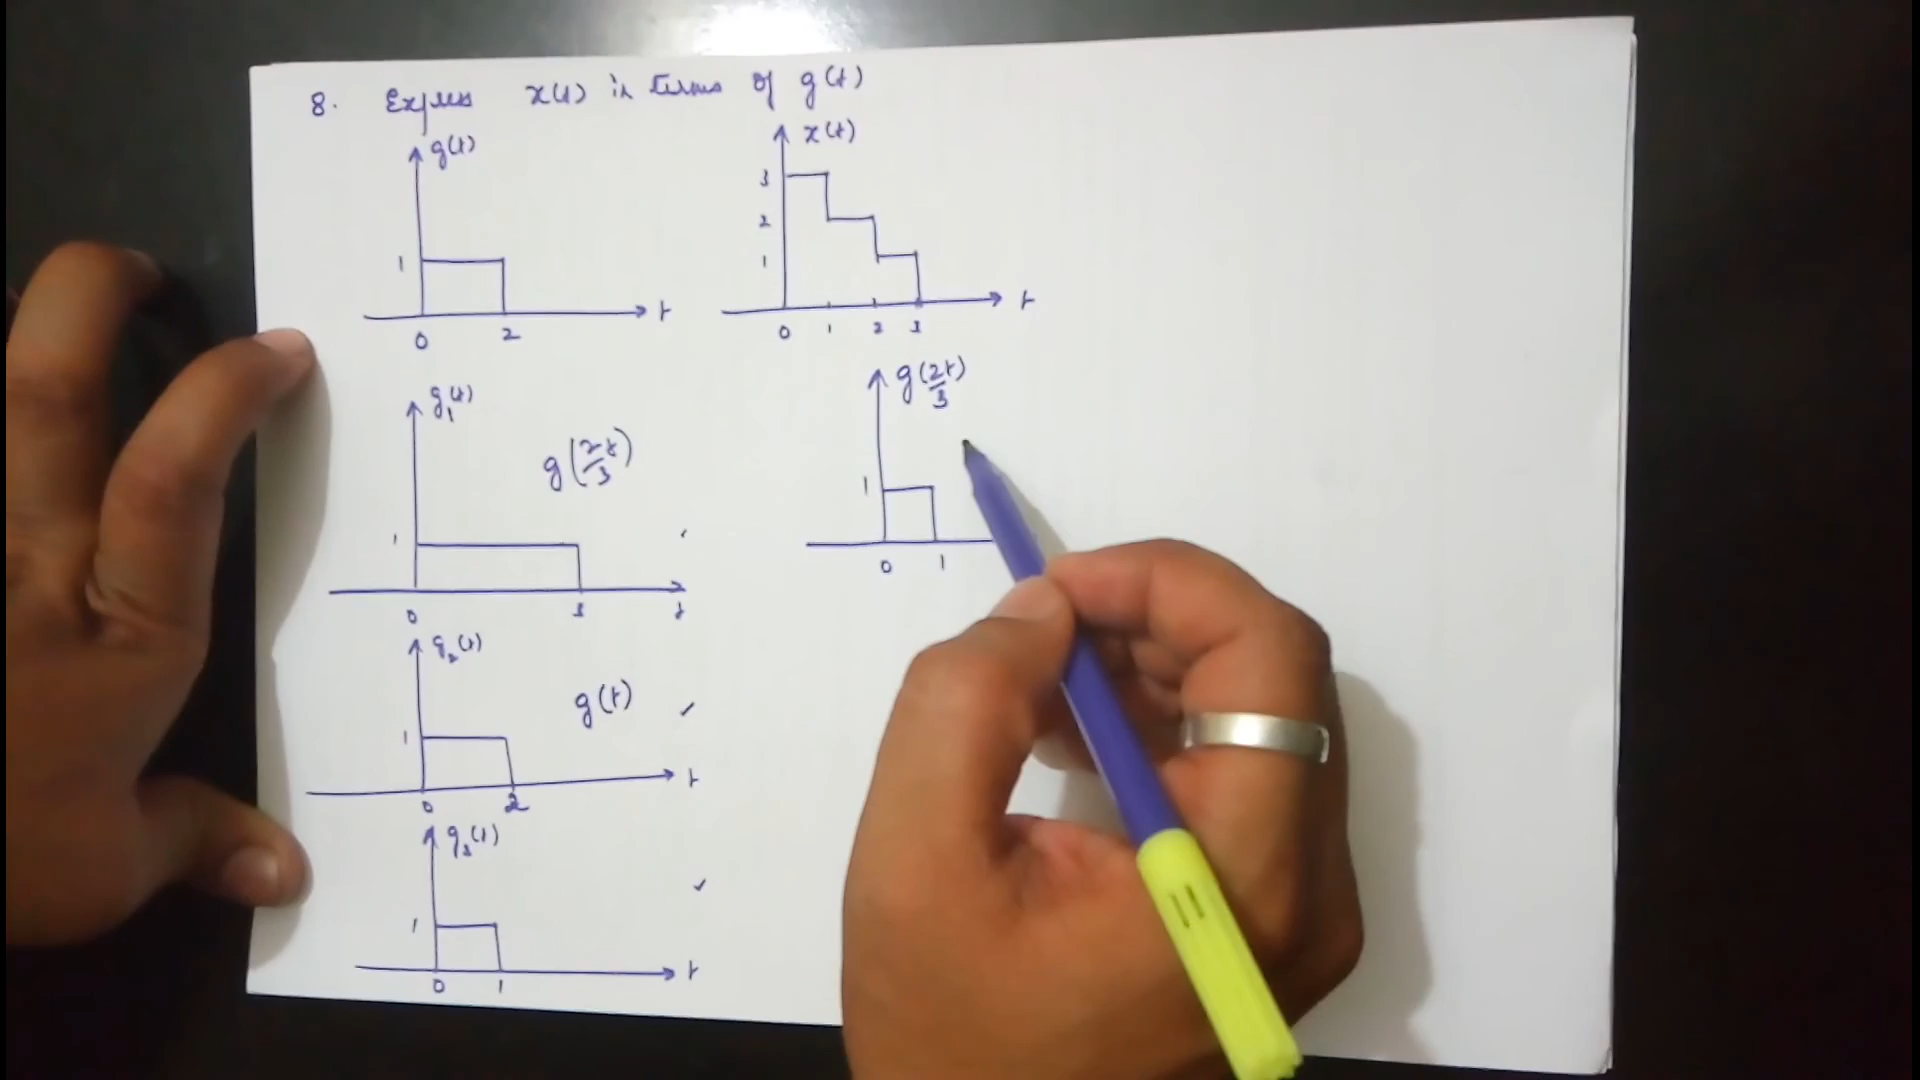 8. Express x(t) in terms of g(t)
g(t)
1
0 2 t
x(t)
3
2
1
0 1 2 3 t
g₁(t)
g(2t/3)
1
0 3 t
g(2t/3)
1
0 1
g₂(t)
g(t) ✓
1
0 2 t
g₃(t)
✓
1
0 1 t